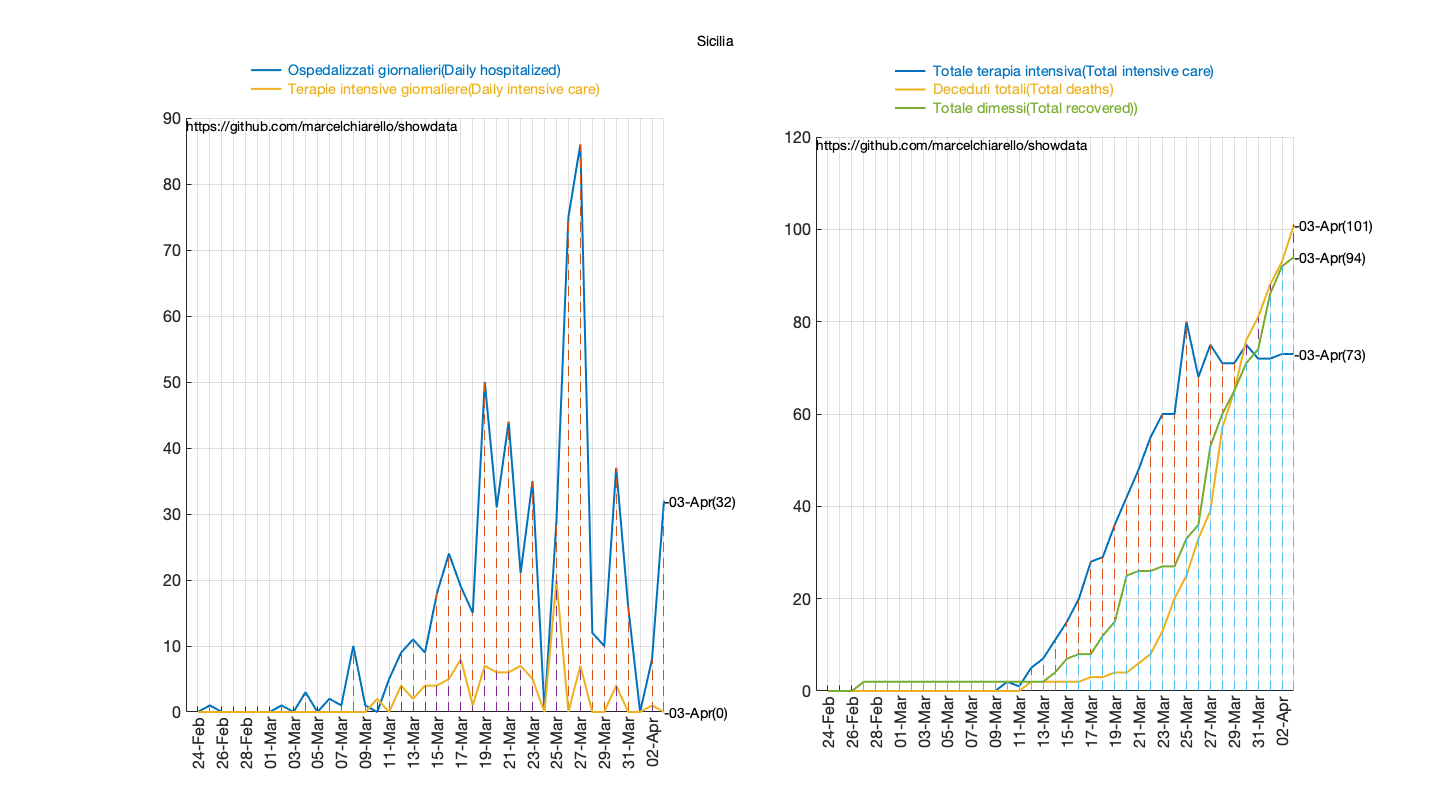 Sicilia
Ospedalizzati giornalieri(Daily hospitalized)
Terapie intensive giornaliere(Daily intensive care)
90
80
70
60
50
40
30
20
10
0
https://github.com/marcelchiarello/showdata
-03-Apr(32)
-03-Apr(0)
24-Feb
26-Feb
28-Feb
01-Mar
03-Mar
05-Mar
07-Mar
09-Mar
11-Mar
13-Mar
15-Mar
17-Mar
19-Mar
21-Mar
23-Mar
25-Mar
27-Mar
29-Mar
31-Mar
02-Apr
Totale terapia intensiva(Total intensive care)
Deceduti totali(Total deaths)
Totale dimessi(Total recovered))
120
100
80
60
40
20
0
https://github.com/marcelchiarello/showdata
-03-Apr(101)
-03-Apr(94)
-03-Apr(73)
24-Feb
26-Feb
28-Feb
01-Mar
03-Mar
05-Mar
07-Mar
09-Mar
11-Mar
13-Mar
15-Mar
17-Mar
19-Mar
21-Mar
23-Mar
25-Mar
27-Mar
29-Mar
31-Mar
02-Apr